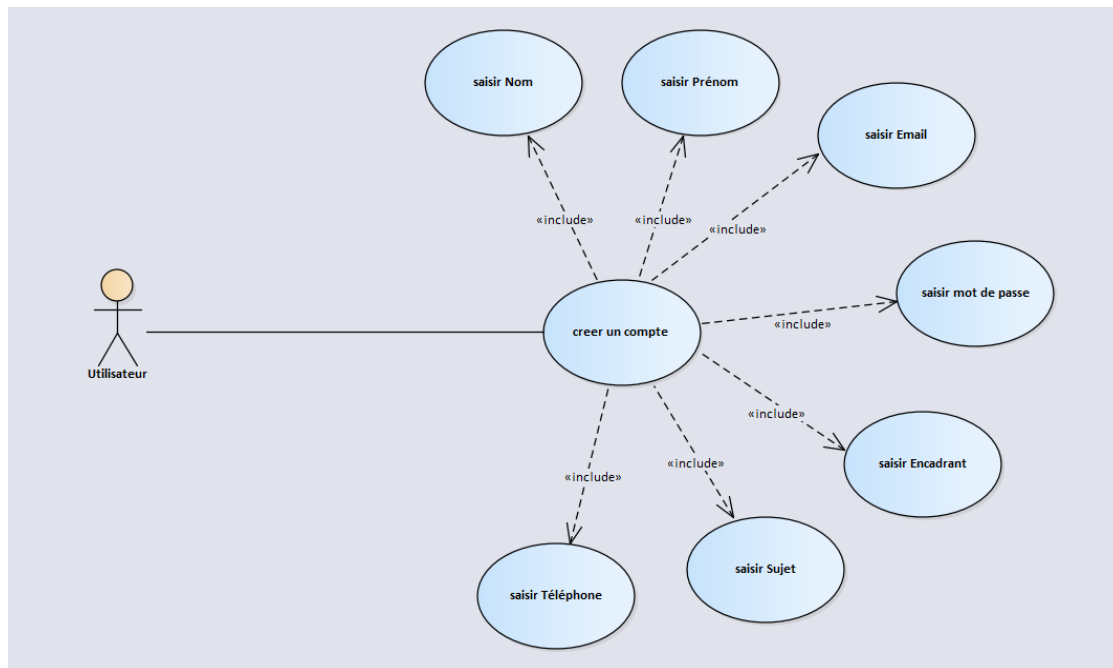 saisir Nom
saisir Prénom
saisir Email
«include»
«include»
«include»
saisir mot de passe
creer un compte
«include»
Utilisateur
«include»
saisir Encadrant
«include»
«include»
saisir Sujet
saisir Téléphone